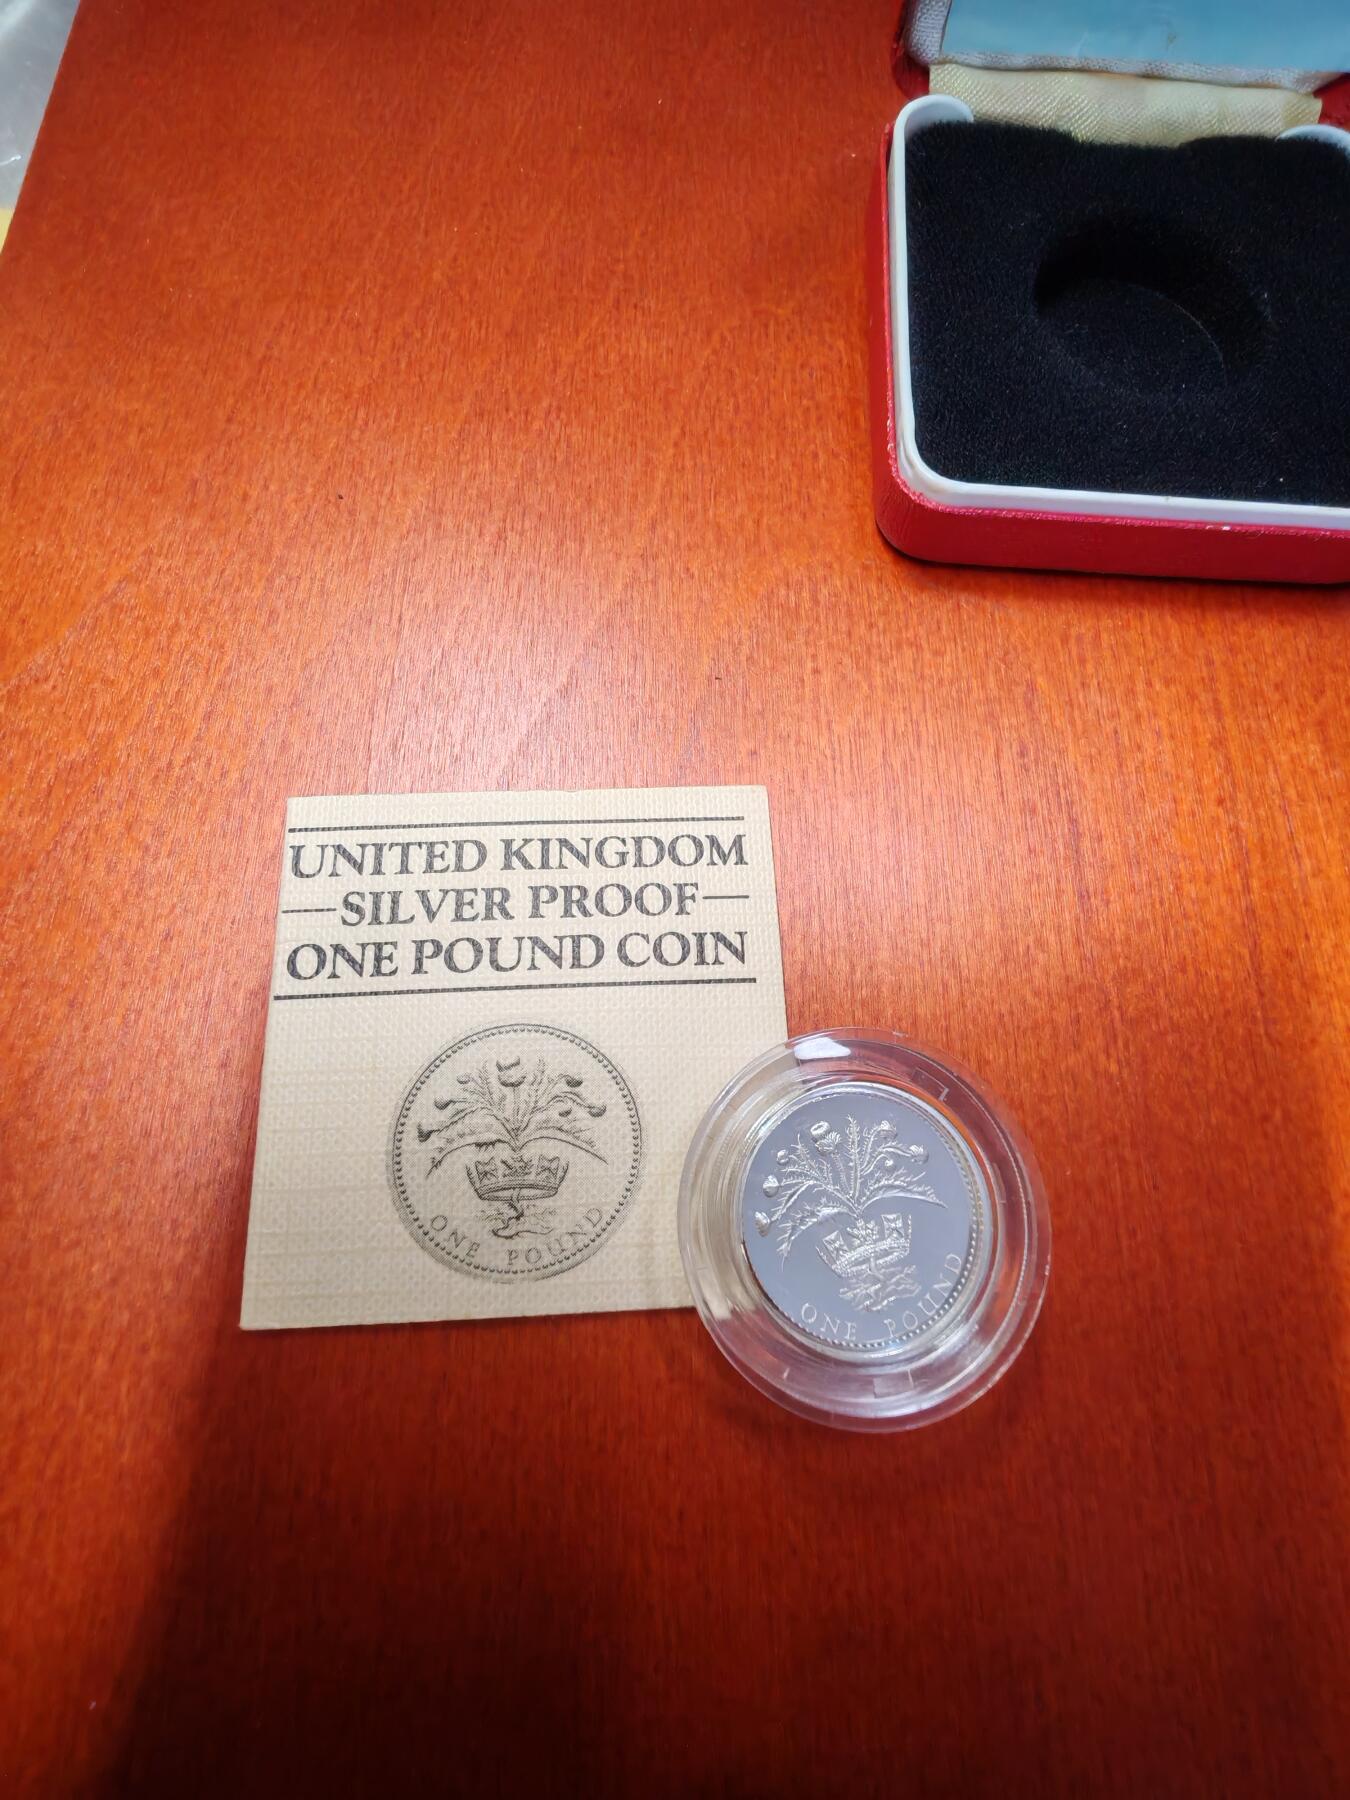 UNITED KINGDOM
—SILVER PROOF—
ONE POUND COIN
ONE POUND
ONE POUND